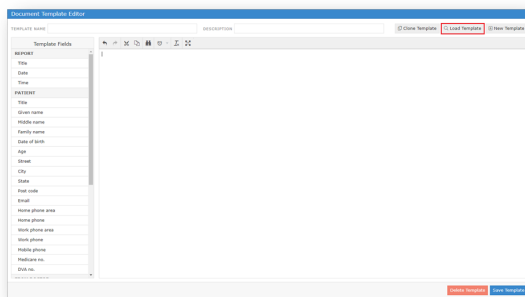 Document Template Editor
TEMPLATE NAME :
DESCRIPTION :
Clone Template
Load Template
New Template
Template Fields
REPORT
Title
Date
Time
PATIENT
Title
Given name
Middle name
Family name
Date of birth
Age
Street
City
State
Post code
Email
Home phone area
Home phone
Work phone area
Work phone
Mobile phone
Medicare no.
DVA no.
Delete Template
Save Template